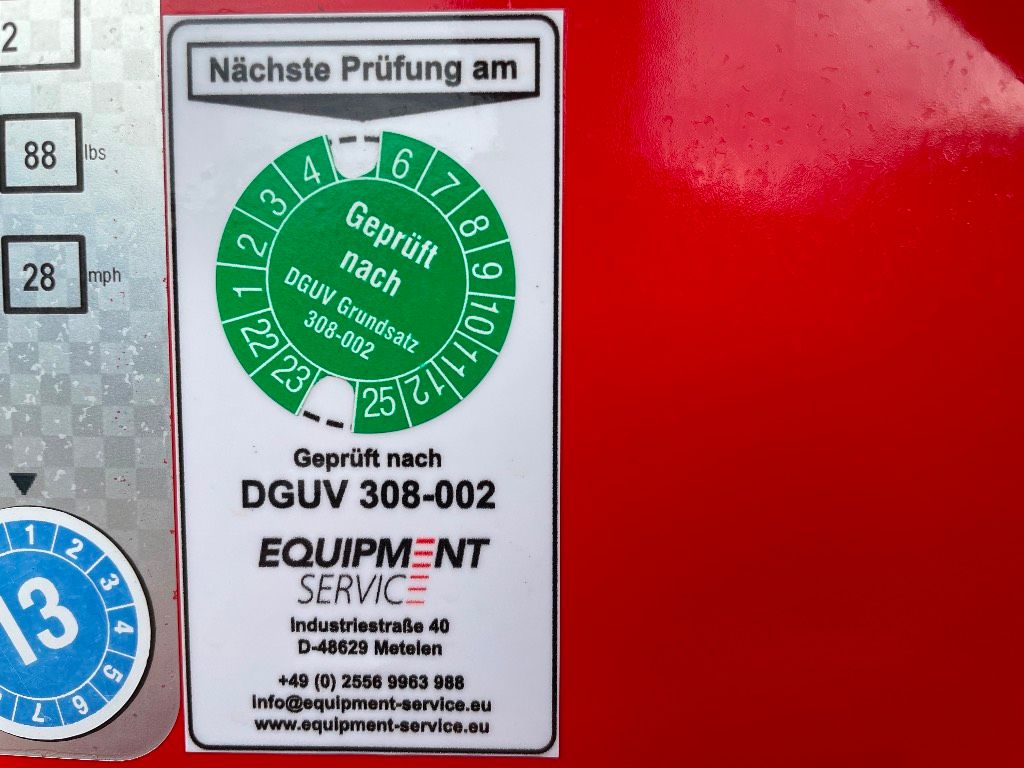 2
88 lbs
28 mph
Nächste Prüfung am
1 2 3 4 6 7 8 9 10 11 12 25 23 22
Geprüft
nach
DGUV Grundsatz
308-002
Geprüft nach
DGUV 308-002
EQUIPMENT
SERVICE
Industriestraße 40
D-48629 Metelen
+49 (0) 2556 9963 988
info@equipment-service.eu
www.equipment-service.eu
1 2 3 4 5 6 7
13